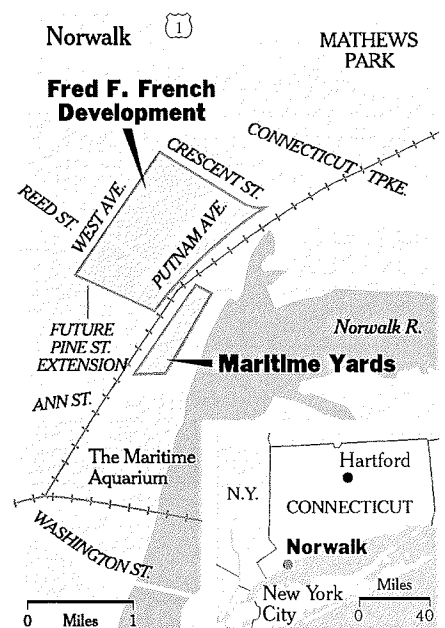 Norwalk
1
MATHEWS
PARK
Fred F. French
Development
CONNECTICUT TPKE.
CRESCENT ST.
REED ST.
WEST AVE.
PUTNAM AVE.
FUTURE
PINE ST.
EXTENSION
Norwalk R.
Maritime Yards
ANN ST.
The Maritime
Aquarium
WASHINGTON ST.
0 Miles 1
Hartford
N.Y.
CONNECTICUT
Norwalk
New York
City
Miles
0 40